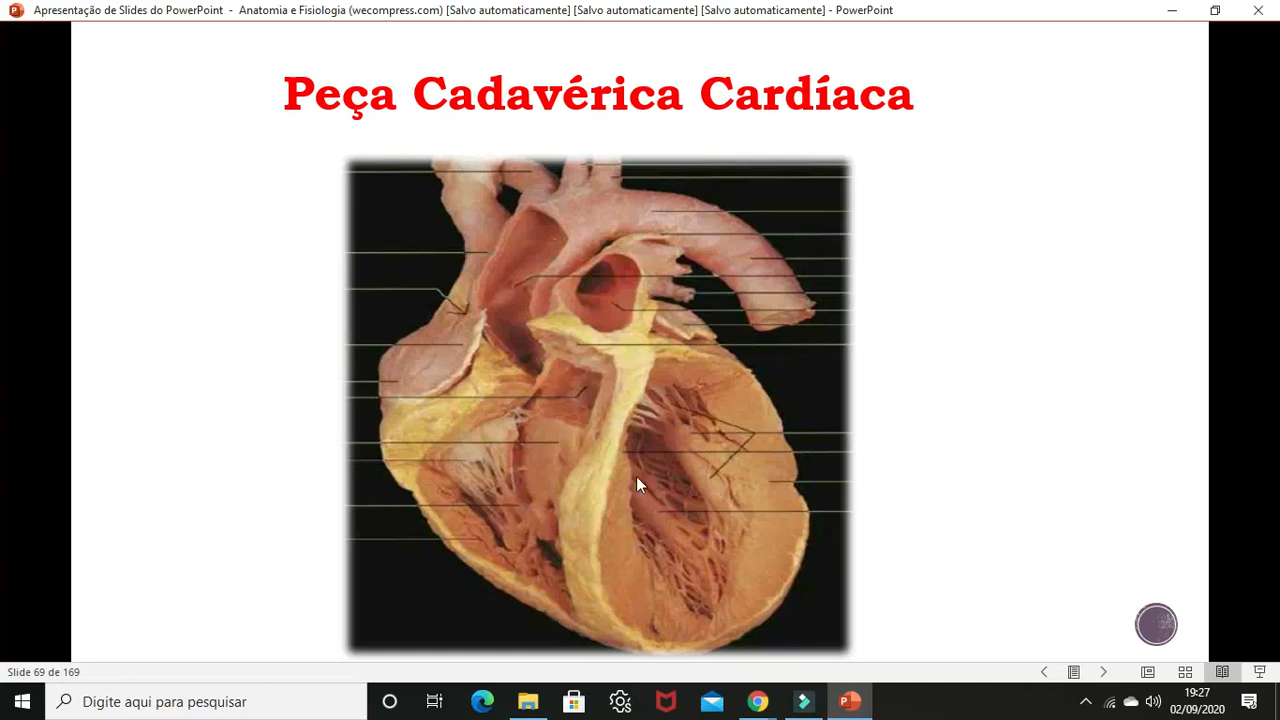 Apresentação de Slides do PowerPoint - Anatomia e Fisiologia (wecompress.com) [Salvo automaticamente] [Salvo automaticamente] [Salvo automaticamente] - PowerPoint
Peça Cadavérica Cardíaca
Slide 69 de 169
Digite aqui para pesquisar
19:27
02/09/2020